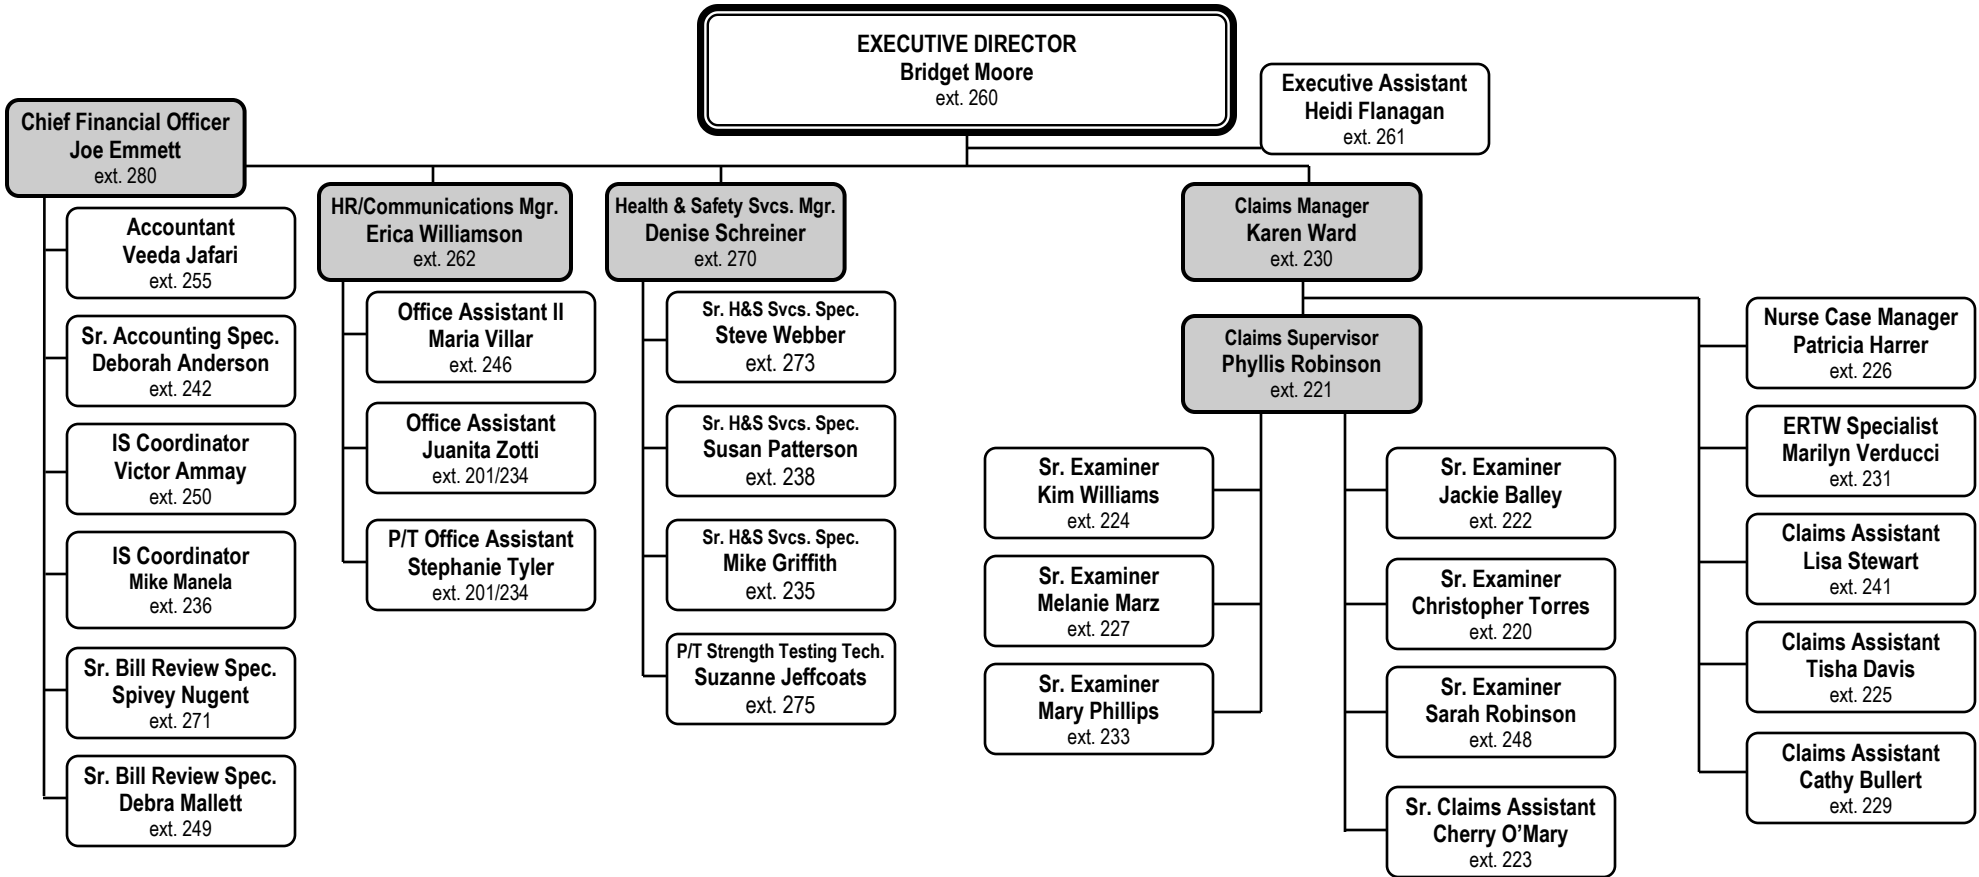 EXECUTIVE DIRECTOR
Bridget Moore
ext. 260
Executive Assistant
Heidi Flanagan
ext. 261
Chief Financial Officer
Joe Emmett
ext. 280
Accountant
Veeda Jafari
ext. 255
Sr. Accounting Spec.
Deborah Anderson
ext. 242
IS Coordinator
Victor Ammay
ext. 250
IS Coordinator
Mike Manela
ext. 236
Sr. Bill Review Spec.
Spivey Nugent
ext. 271
Sr. Bill Review Spec.
Debra Mallett
ext. 249
HR/Communications Mgr.
Erica Williamson
ext. 262
Office Assistant II
Maria Villar
ext. 246
Office Assistant
Juanita Zotti
ext. 201/234
P/T Office Assistant
Stephanie Tyler
ext. 201/234
Health & Safety Svcs. Mgr.
Denise Schreiner
ext. 270
Sr. H&S Svcs. Spec.
Steve Webber
ext. 273
Sr. H&S Svcs. Spec.
Susan Patterson
ext. 238
Sr. H&S Svcs. Spec.
Mike Griffith
ext. 235
P/T Strength Testing Tech.
Suzanne Jeffcoats
ext. 275
Claims Manager
Karen Ward
ext. 230
Claims Supervisor
Phyllis Robinson
ext. 221
Sr. Examiner
Kim Williams
ext. 224
Sr. Examiner
Melanie Marz
ext. 227
Sr. Examiner
Mary Phillips
ext. 233
Sr. Examiner
Jackie Balley
ext. 222
Sr. Examiner
Christopher Torres
ext. 220
Sr. Examiner
Sarah Robinson
ext. 248
Sr. Claims Assistant
Cherry O’Mary
ext. 223
Nurse Case Manager
Patricia Harrer
ext. 226
ERTW Specialist
Marilyn Verducci
ext. 231
Claims Assistant
Lisa Stewart
ext. 241
Claims Assistant
Tisha Davis
ext. 225
Claims Assistant
Cathy Bullert
ext. 229